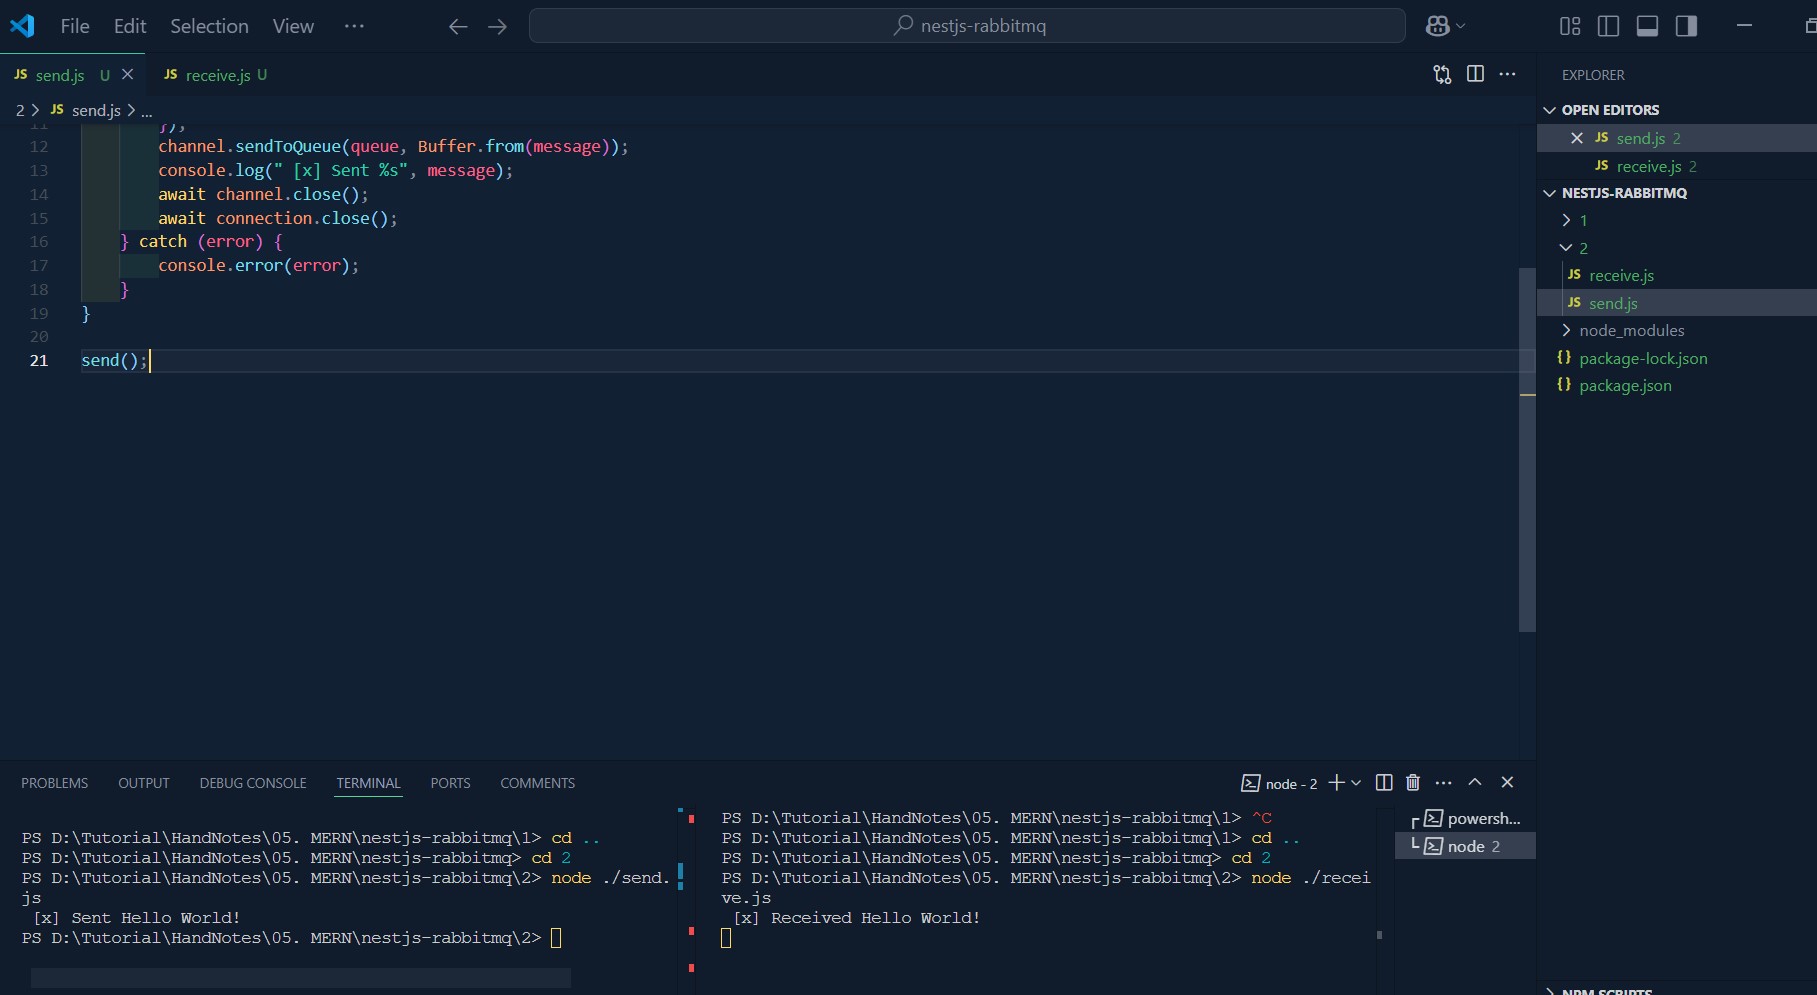 File Edit Selection View ··· nestjs-rabbitmq
JS send.js U JS receive.js U
2 > JS send.js > ...
11 });
12 channel.sendToQueue(queue, Buffer.from(message));
13 console.log(" [x] Sent %s", message);
14 await channel.close();
15 await connection.close();
16 } catch (error) {
17 console.error(error);
18 }
19 }
20
21 send();
EXPLORER
OPEN EDITORS
JS send.js 2
JS receive.js 2
NESTJS-RABBITMQ
1
2
JS receive.js
JS send.js
node_modules
{} package-lock.json
{} package.json
NPM SCRIPTS
PROBLEMS OUTPUT DEBUG CONSOLE TERMINAL PORTS COMMENTS node - 2
PS D:\Tutorial\HandNotes\05. MERN\nestjs-rabbitmq\1> cd ..
PS D:\Tutorial\HandNotes\05. MERN\nestjs-rabbitmq> cd 2
PS D:\Tutorial\HandNotes\05. MERN\nestjs-rabbitmq\2> node ./send.
js
[x] Sent Hello World!
PS D:\Tutorial\HandNotes\05. MERN\nestjs-rabbitmq\2>
PS D:\Tutorial\HandNotes\05. MERN\nestjs-rabbitmq\1> ^C
PS D:\Tutorial\HandNotes\05. MERN\nestjs-rabbitmq\1> cd ..
PS D:\Tutorial\HandNotes\05. MERN\nestjs-rabbitmq> cd 2
PS D:\Tutorial\HandNotes\05. MERN\nestjs-rabbitmq\2> node ./recei
ve.js
[x] Received Hello World!
powersh...
node 2